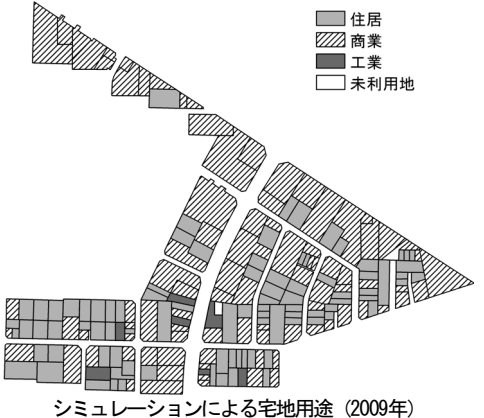 住居
商業
工業
未利用地
シミュレーションによる宅地用途（2009年）